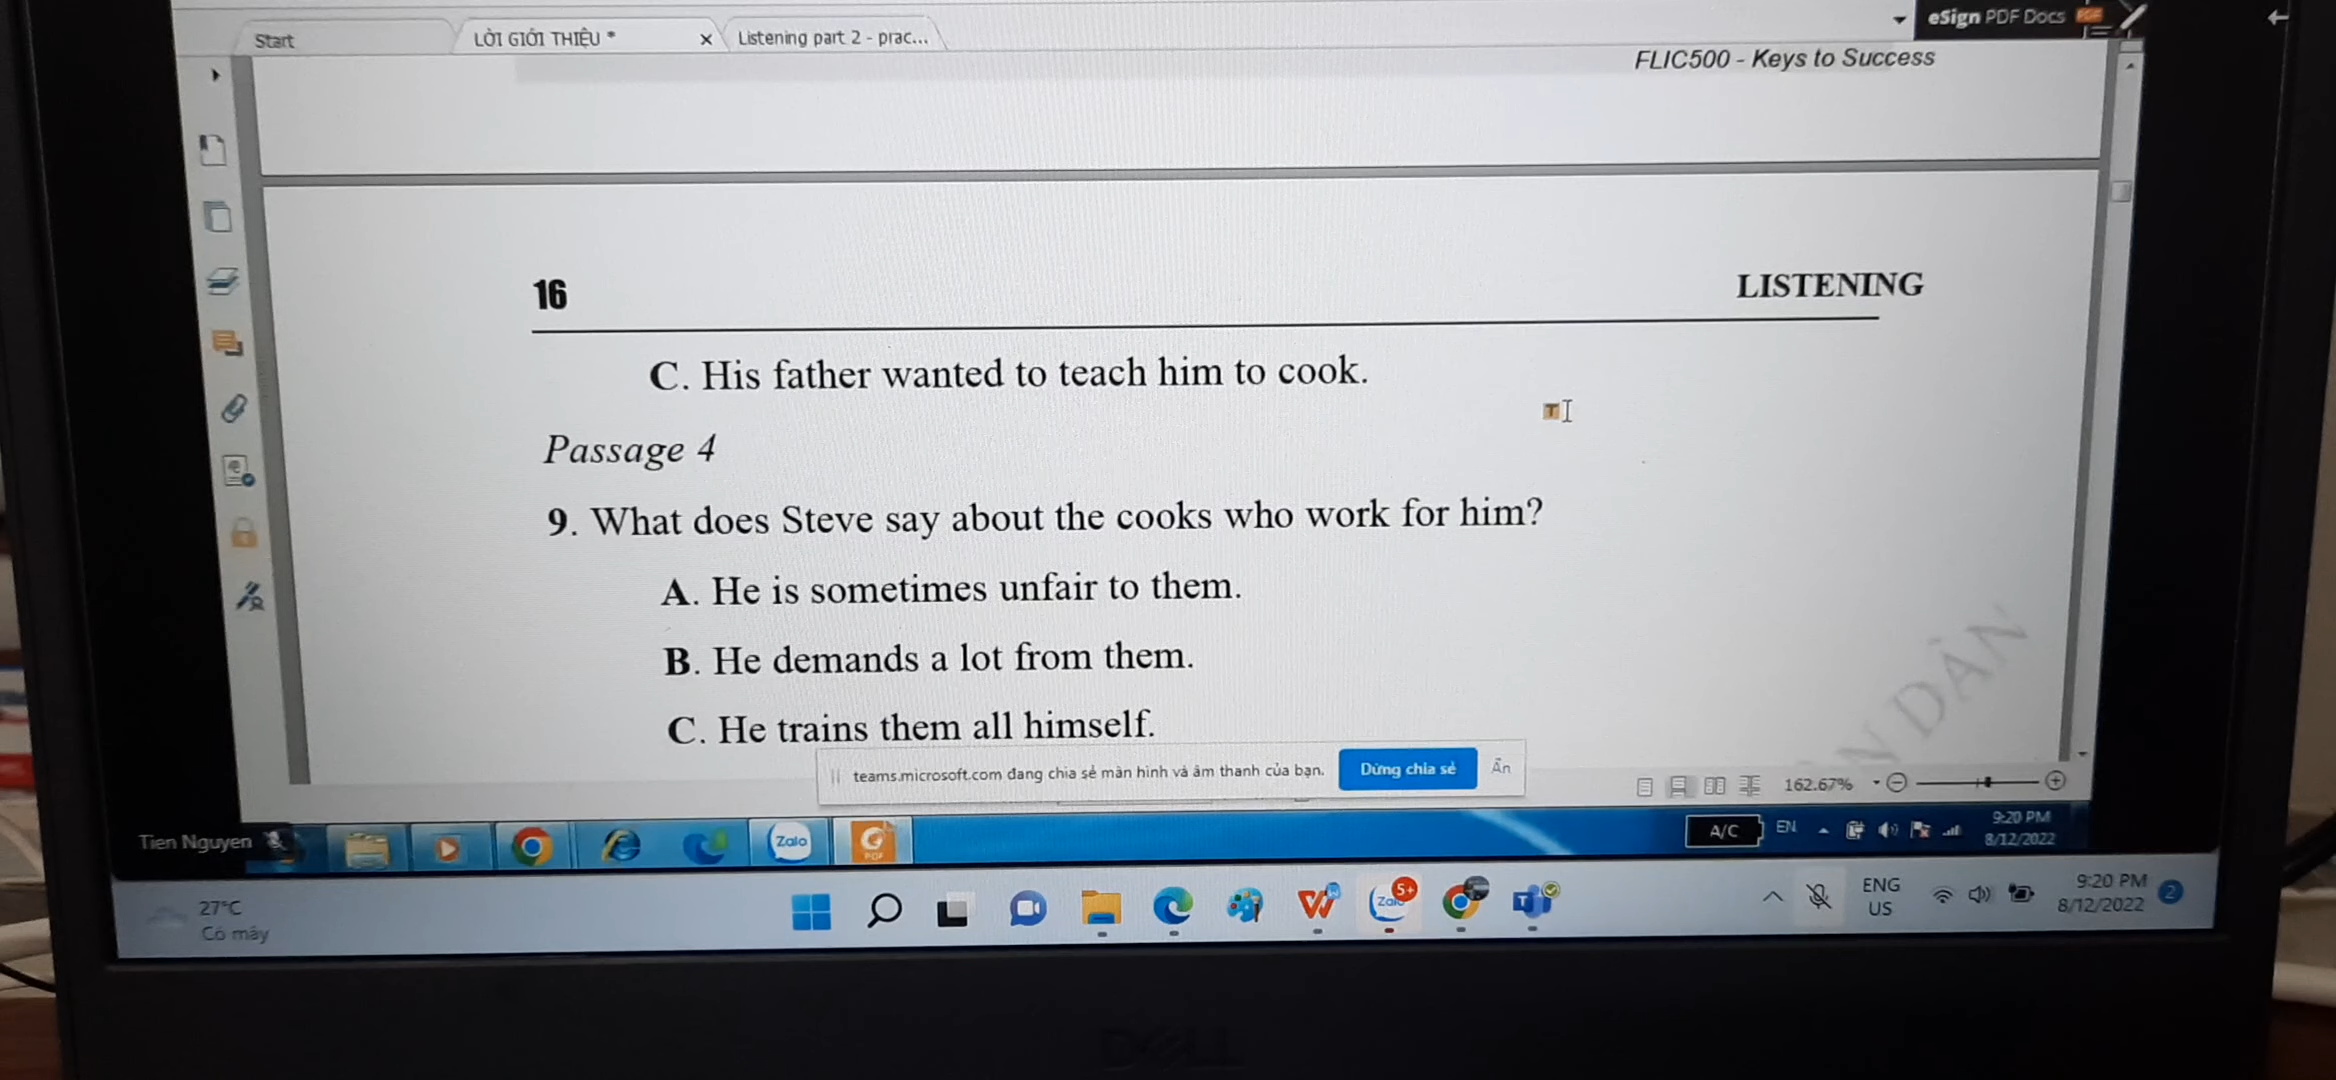 Start
LỜI GIỚI THIỆU *
Listening part 2 - prac...
eSign PDF Docs
FLIC500 - Keys to Success
16
LISTENING
C. His father wanted to teach him to cook.
Passage 4
9. What does Steve say about the cooks who work for him?
A. He is sometimes unfair to them.
B. He demands a lot from them.
C. He trains them all himself.
N DÂN
teams.microsoft.com đang chia sẻ màn hình và âm thanh của bạn.
Dừng chia sẻ
Ẩn
162.67%
Tien Nguyen
Zalo
PDF
A/C
EN
9:20 PM
8/12/2022
27°C
Có mây
5+
ENG
US
9:20 PM
8/12/2022
2
DELL